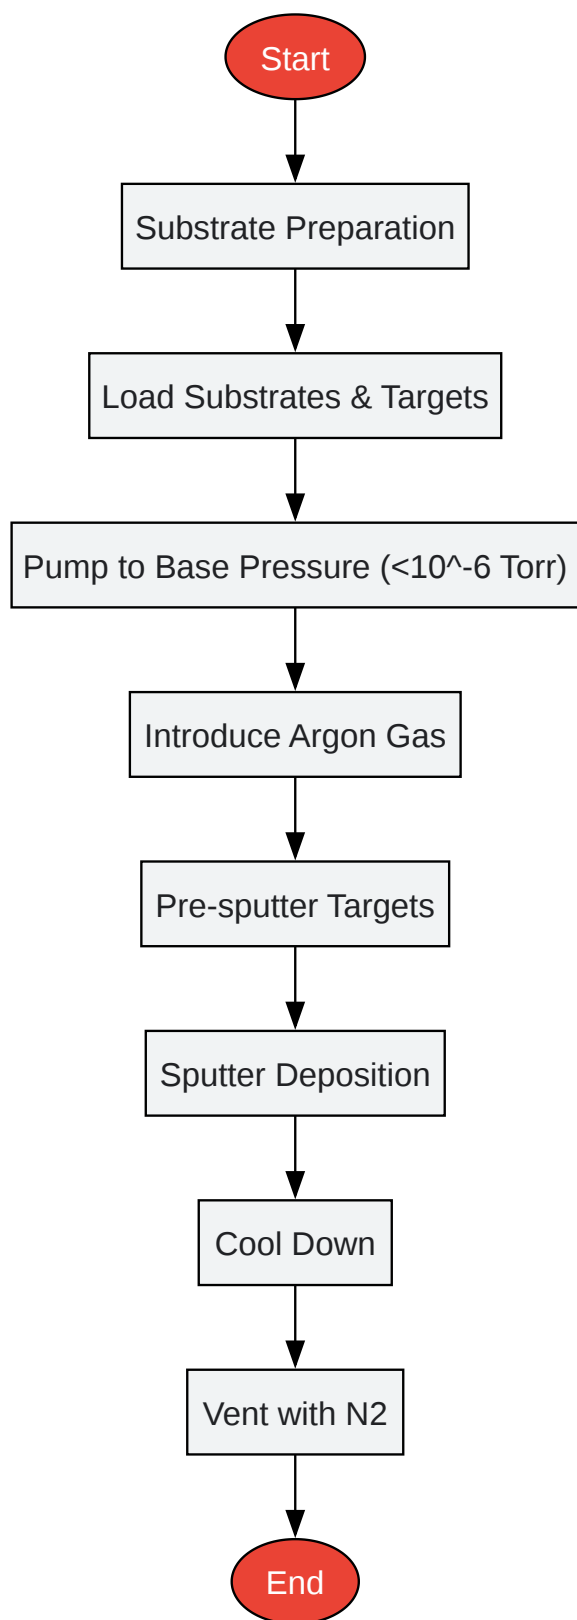 Start
Substrate Preparation
Load Substrates & Targets
Pump to Base Pressure (<10^-6 Torr)
Introduce Argon Gas
Pre-sputter Targets
Sputter Deposition
Cool Down
Vent with N2
End